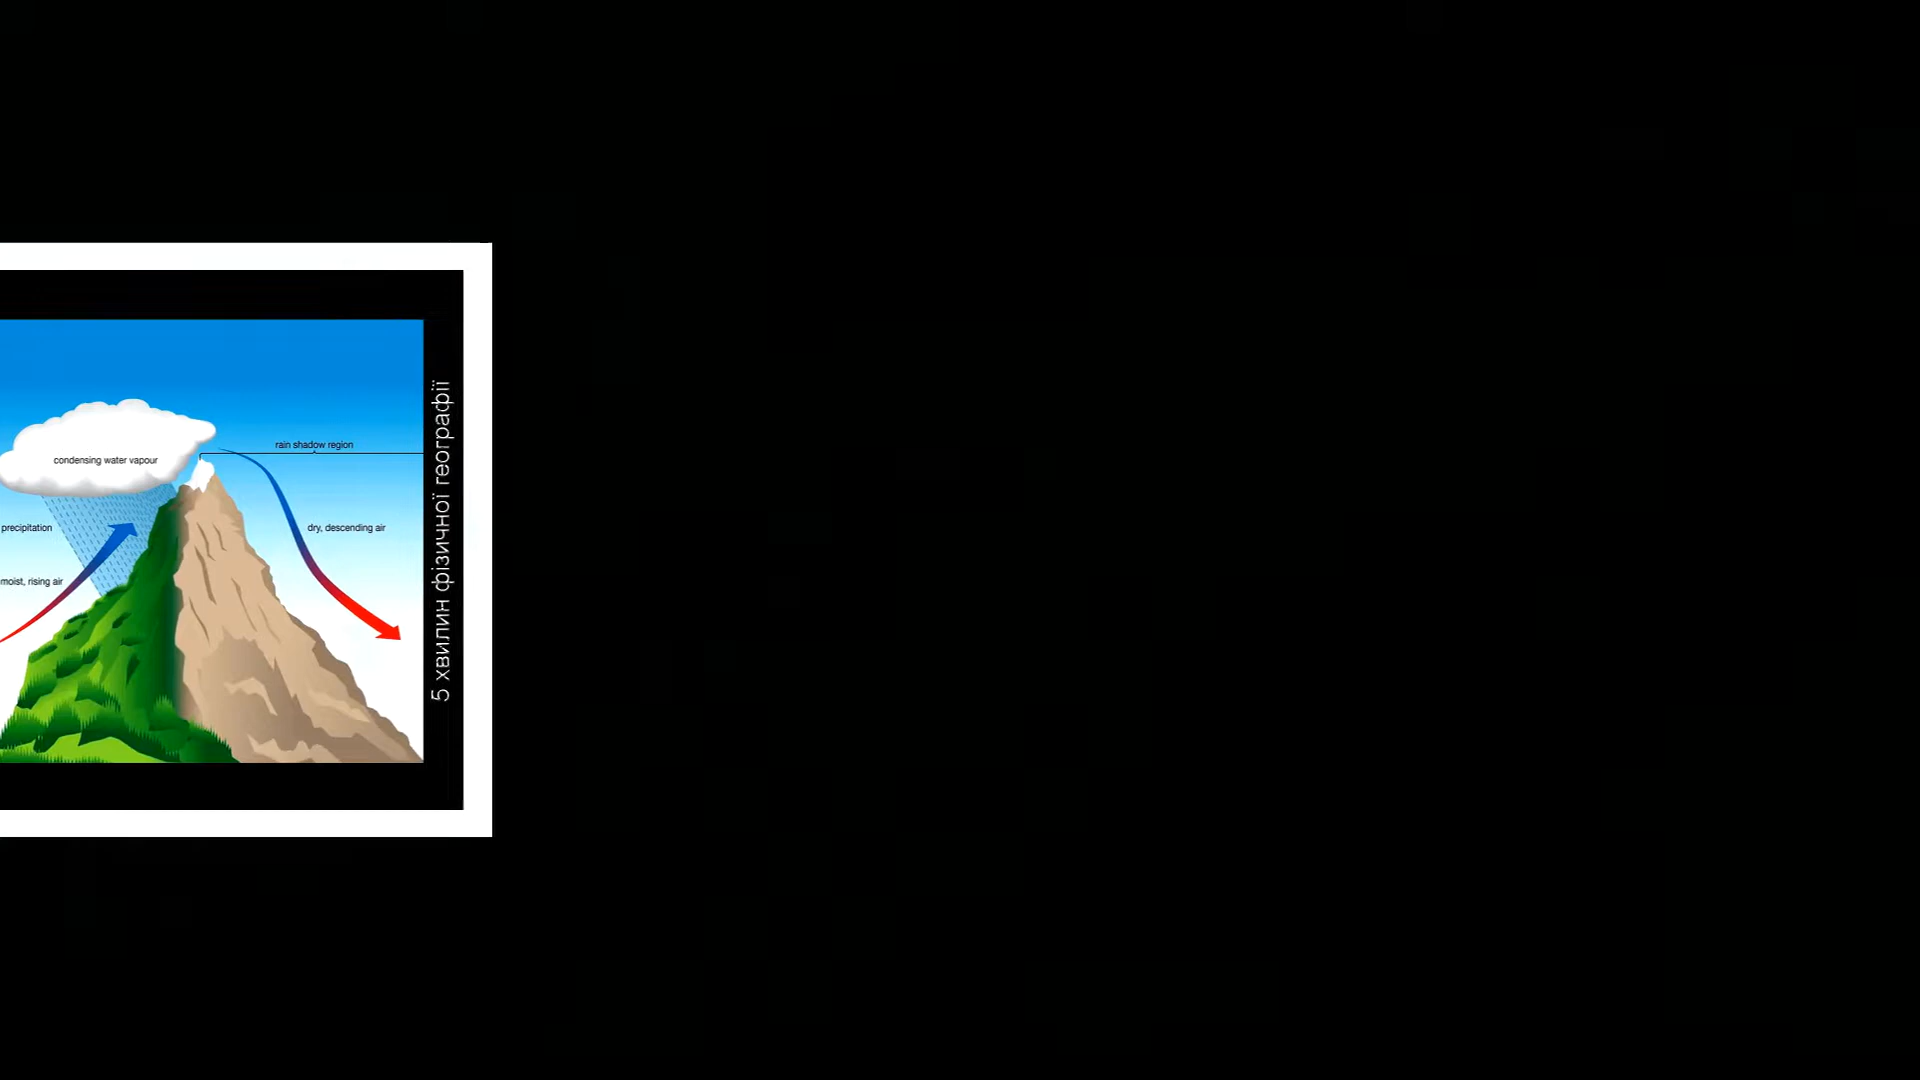 rain shadow region
condensing water vapour
precipitation
dry, descending air
moist, rising air
5 хвилин фізичної географії